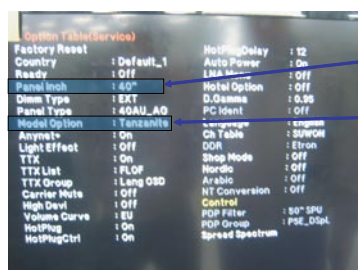 Option Table(Service)
Factory Reset
Country : Default_1
Ready : Off
Panel Inch : 40"
Dimm Type : EXT
Panel Type : 40AU_AG
Model Option : Tanzanite
Anynet+ : On
Light Effect : Off
TTX : On
TTX List : FLOF
TTX Group : Lang OSD
Carrier Mute : Off
High Devi : Off
Volume Curve : EU
HotPlug : On
HotPlugCtrl : On
HotPlugDelay : 12
Auto Power : On
LNA : Off
Hotel Option : Off
D.Gamma : 0.95
PC Ident : Off
Language : English
Ch Table : SUWON
DDR : Etron
Shop Mode : Off
Nordic : Off
Arabic : Off
NT Conversion : Off
Control
PDP Filter : 50" SPU
PDP Group : PSE_DSpL
Spread Spectrum